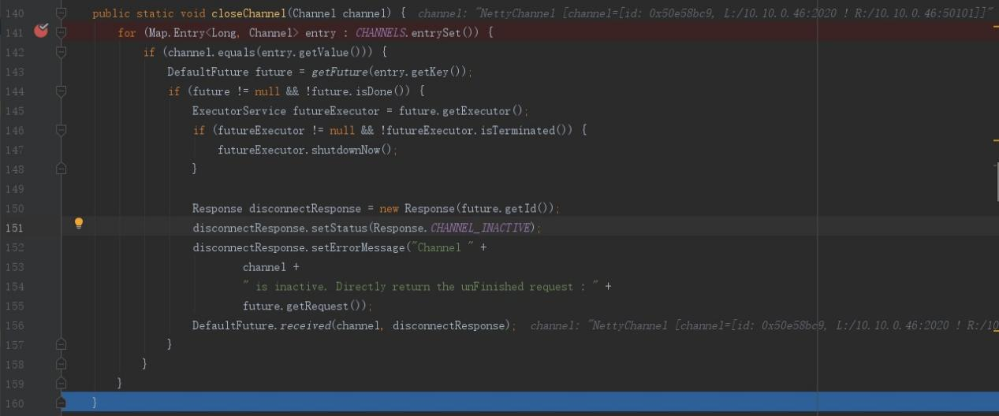 140 public static void closeChannel(Channel channel) { channel: "NettyChannel [channel=[id: 0x50e58bc9, L:/10.10.0.46:2020 ! R:/10.10.0.46:50101]]"
141 for (Map.Entry<Long, Channel> entry : CHANNELS.entrySet()) {
142 if (channel.equals(entry.getValue())) {
143 DefaultFuture future = getFuture(entry.getKey());
144 if (future != null && !future.isDone()) {
145 ExecutorService futureExecutor = future.getExecutor();
146 if (futureExecutor != null && !futureExecutor.isTerminated()) {
147 futureExecutor.shutdownNow();
148 }
149
150 Response disconnectResponse = new Response(future.getId());
151 disconnectResponse.setStatus(Response.CHANNEL_INACTIVE);
152 disconnectResponse.setErrorMessage("Channel " +
153 channel +
154 " is inactive. Directly return the unFinished request : " +
155 future.getRequest());
156 DefaultFuture.received(channel, disconnectResponse); channel: "NettyChannel [channel=[id: 0x50e58bc9, L:/10.10.0.46:2020 ! R:/10
157 }
158 }
159 }
160 }